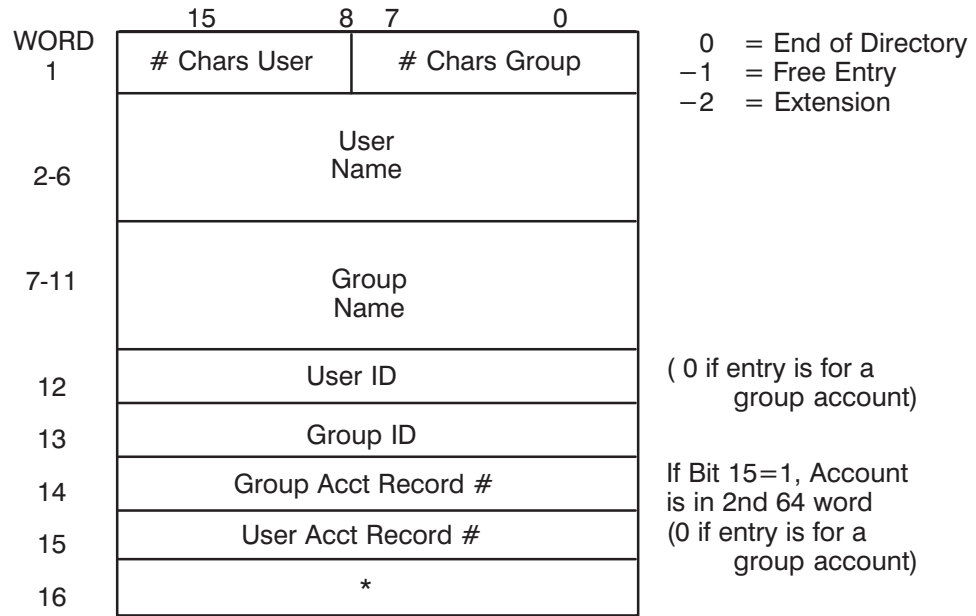 15 8 7 0
WORD
1
# Chars User # Chars Group
0 = End of Directory
−1 = Free Entry
−2 = Extension
2-6
User
Name
7-11
Group
Name
12
User ID
( 0 if entry is for a
group account)
13
Group ID
14
Group Acct Record #
If Bit 15=1, Account
is in 2nd 64 word
15
User Acct Record #
(0 if entry is for a
group account)
16
*